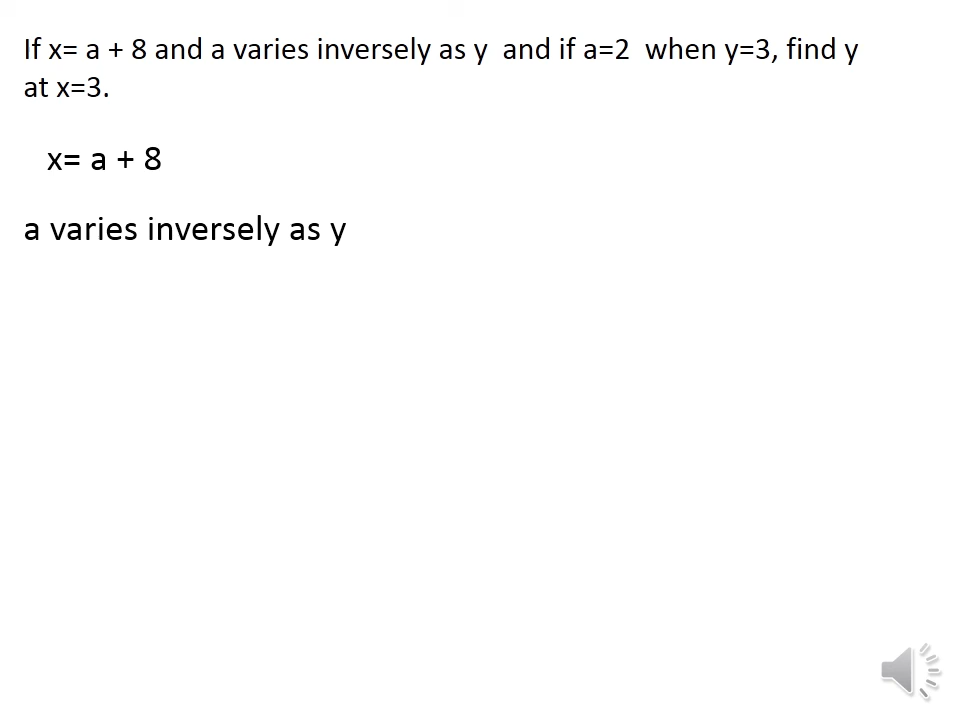 If x= a + 8 and a varies inversely as y  and if a=2  when y=3, find y
at x=3.
x= a + 8
a varies inversely as y